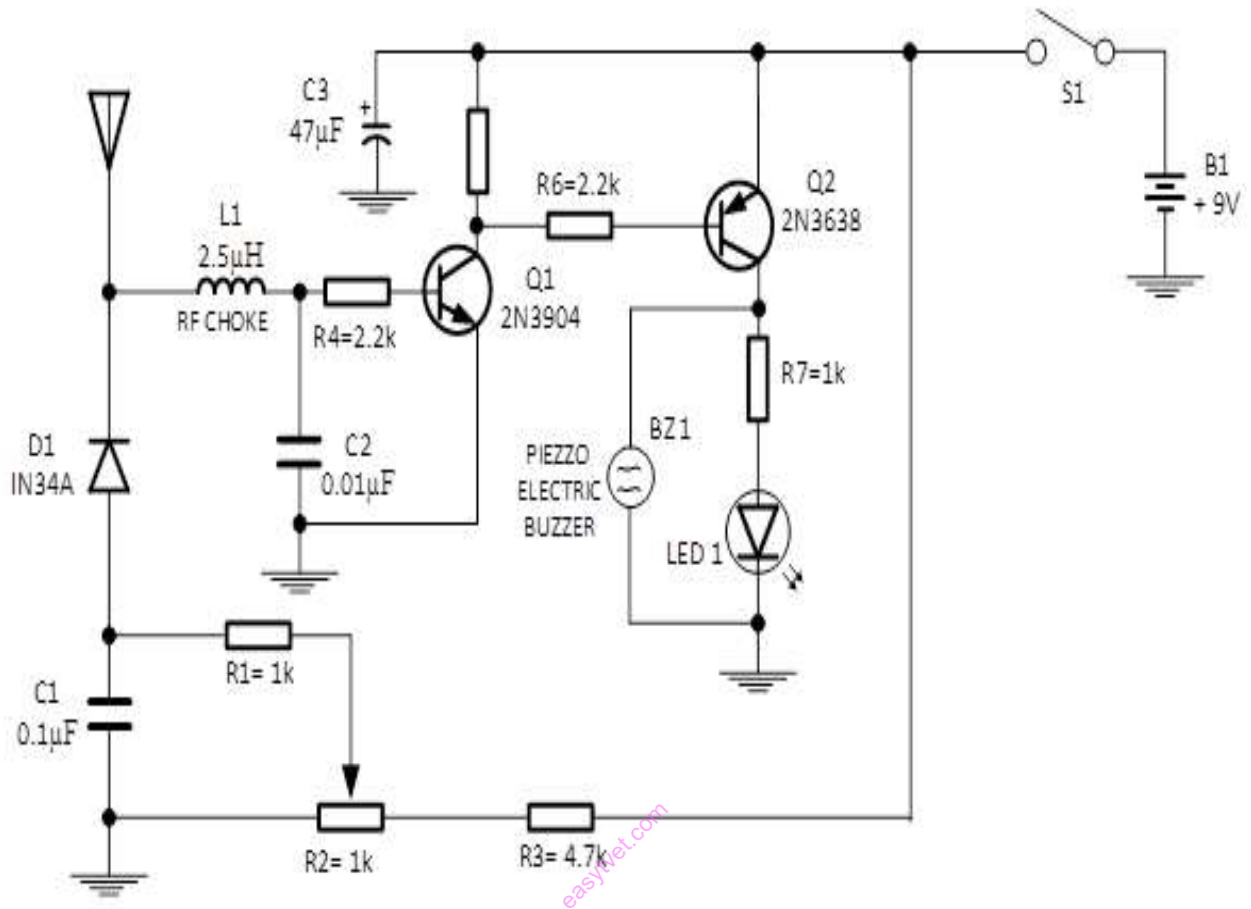 C3
+
47μF
S1
B1
+ 9V
R6=2.2k
Q2
2N3638
L1
2.5μH
RF CHOKE
R4=2.2k
Q1
2N3904
R7=1k
D1
IN34A
C2
0.01μF
BZ1
PIEZZO
ELECTRIC
BUZZER
LED 1
R1= 1k
C1
0.1μF
R2= 1k
R3= 4.7k
easytvet.com